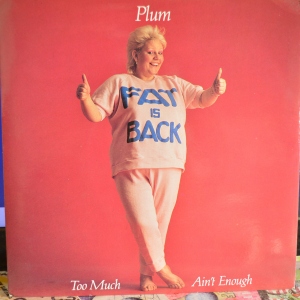 Plum
FAT
IS
BACK
Too Much
Ain't Enough